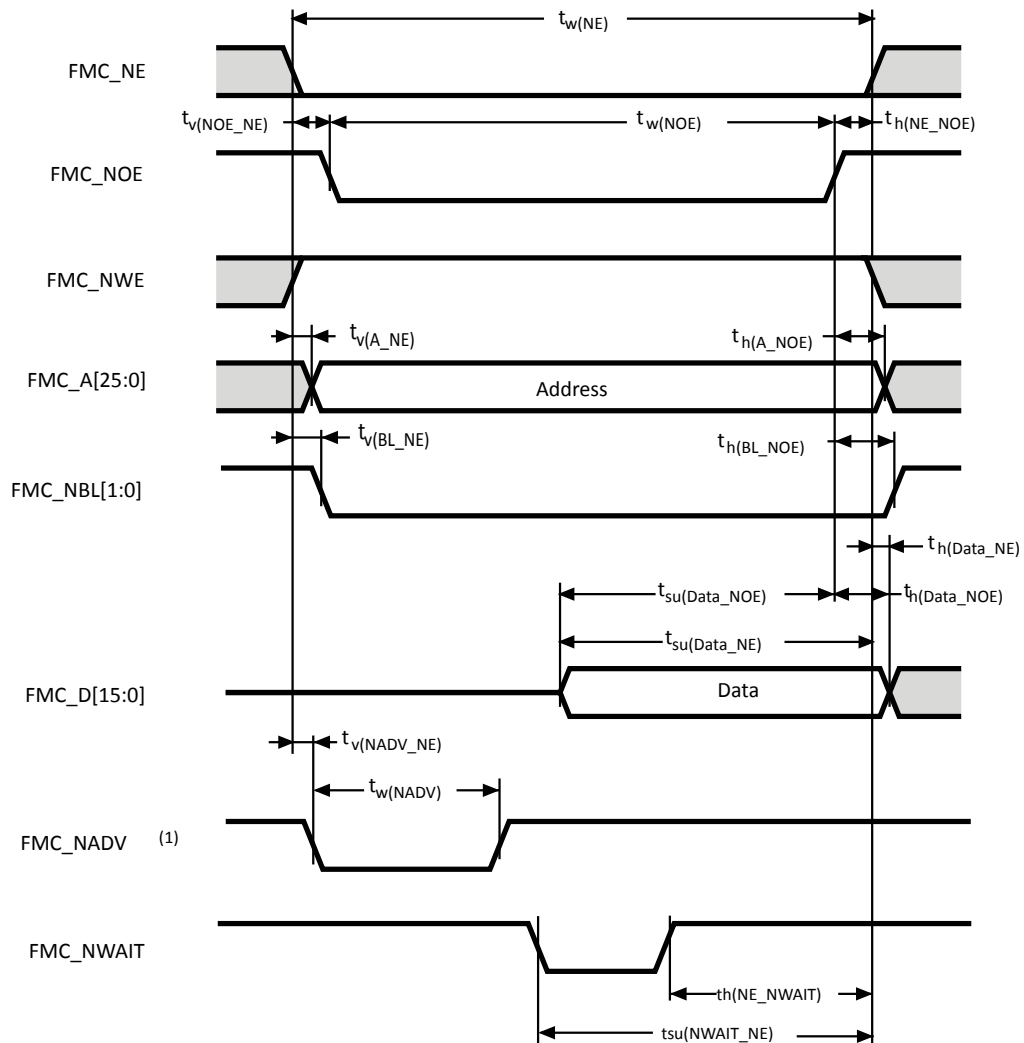 tw(NE)
FMC_NE
tv(NOE_NE)
tw(NOE)
th(NE_NOE)
FMC_NOE
FMC_NWE
tv(A_NE)
th(A_NOE)
FMC_A[25:0]
Address
tv(BL_NE)
th(BL_NOE)
FMC_NBL[1:0]
th(Data_NE)
tsu(Data_NOE)
th(Data_NOE)
tsu(Data_NE)
FMC_D[15:0]
Data
tv(NADV_NE)
tw(NADV)
FMC_NADV (1)
FMC_NWAIT
th(NE_NWAIT)
tsu(NWAIT_NE)